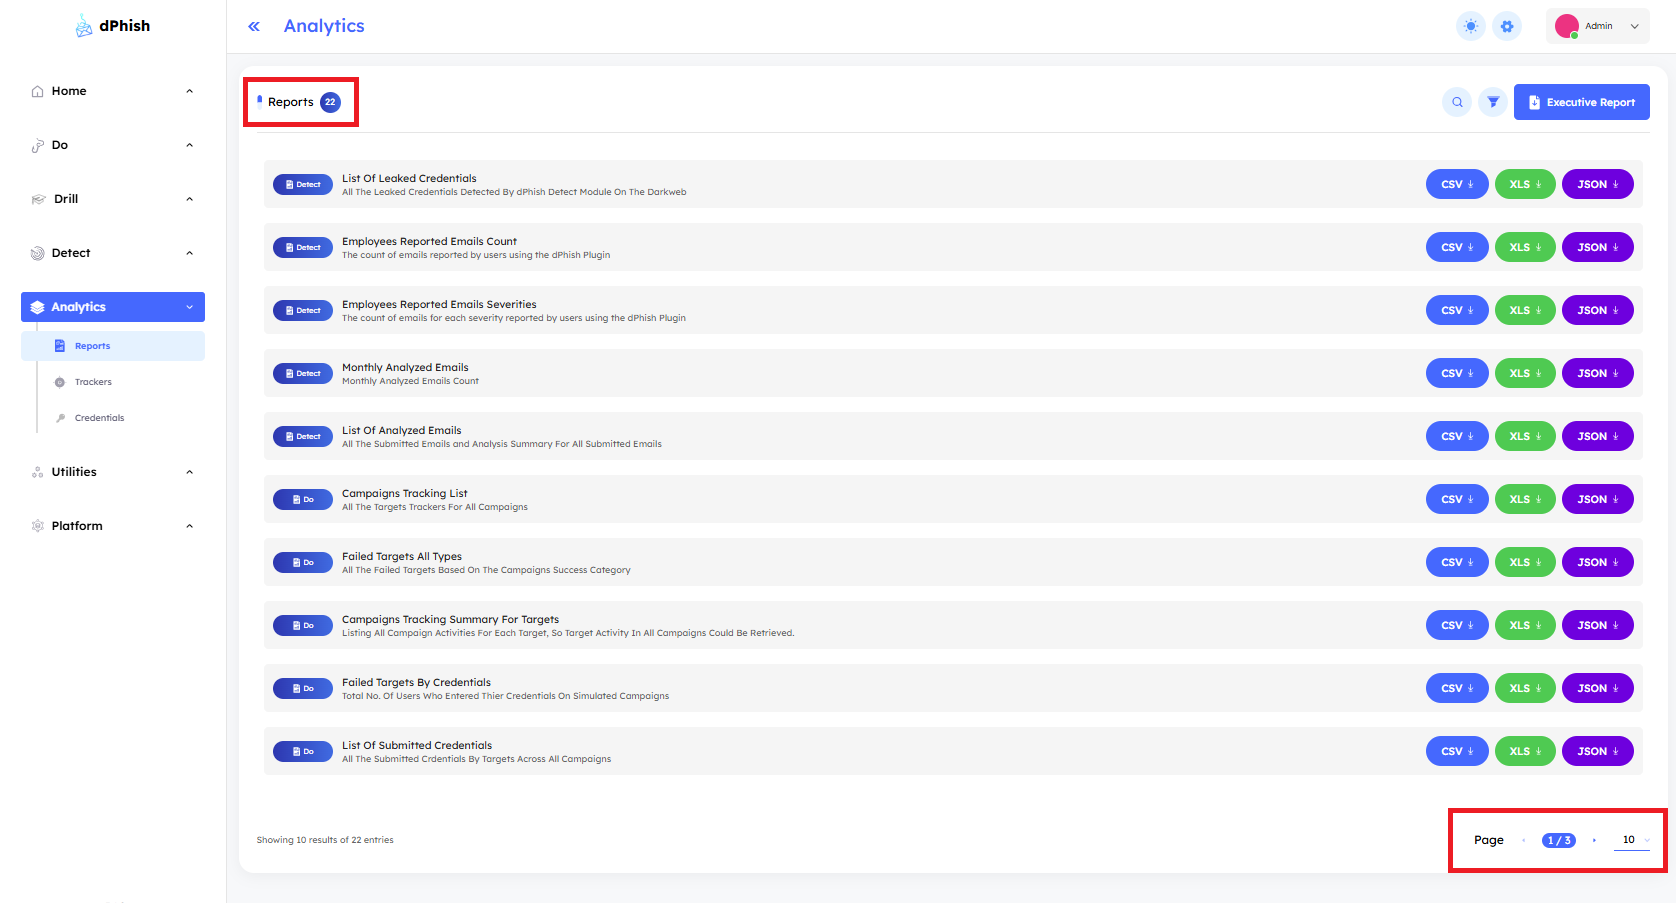 dPhish
Analytics
Admin
Home
Do
Drill
Detect
Analytics
Reports
Trackers
Credentials
Utilities
Platform
Reports 22
Executive Report
Detect
List Of Leaked Credentials
All The Leaked Credentials Detected By dPhish Detect Module On The Darkweb
CSV XLS JSON
Detect
Employees Reported Emails Count
The count of emails reported by users using the dPhish Plugin
CSV XLS JSON
Detect
Employees Reported Emails Severities
The count of emails for each severity reported by users using the dPhish Plugin
CSV XLS JSON
Detect
Monthly Analyzed Emails
Monthly Analyzed Emails Count
CSV XLS JSON
Detect
List Of Analyzed Emails
All The Submitted Emails and Analysis Summary For All Submitted Emails
CSV XLS JSON
Do
Campaigns Tracking List
All The Targets Trackers For All Campaigns
CSV XLS JSON
Do
Failed Targets All Types
All The Failed Targets Based On The Campaigns Success Category
CSV XLS JSON
Do
Campaigns Tracking Summary For Targets
Listing All Campaign Activities For Each Target, So Target Activity In All Campaigns Could Be Retrieved.
CSV XLS JSON
Do
Failed Targets By Credentials
Total No. Of Users Who Entered Thier Credentials On Simulated Campaigns
CSV XLS JSON
Do
List Of Submitted Credentials
All The Submitted Crdentials By Targets Across All Campaigns
CSV XLS JSON
Showing 10 results of 22 entries
Page 1 / 3 10